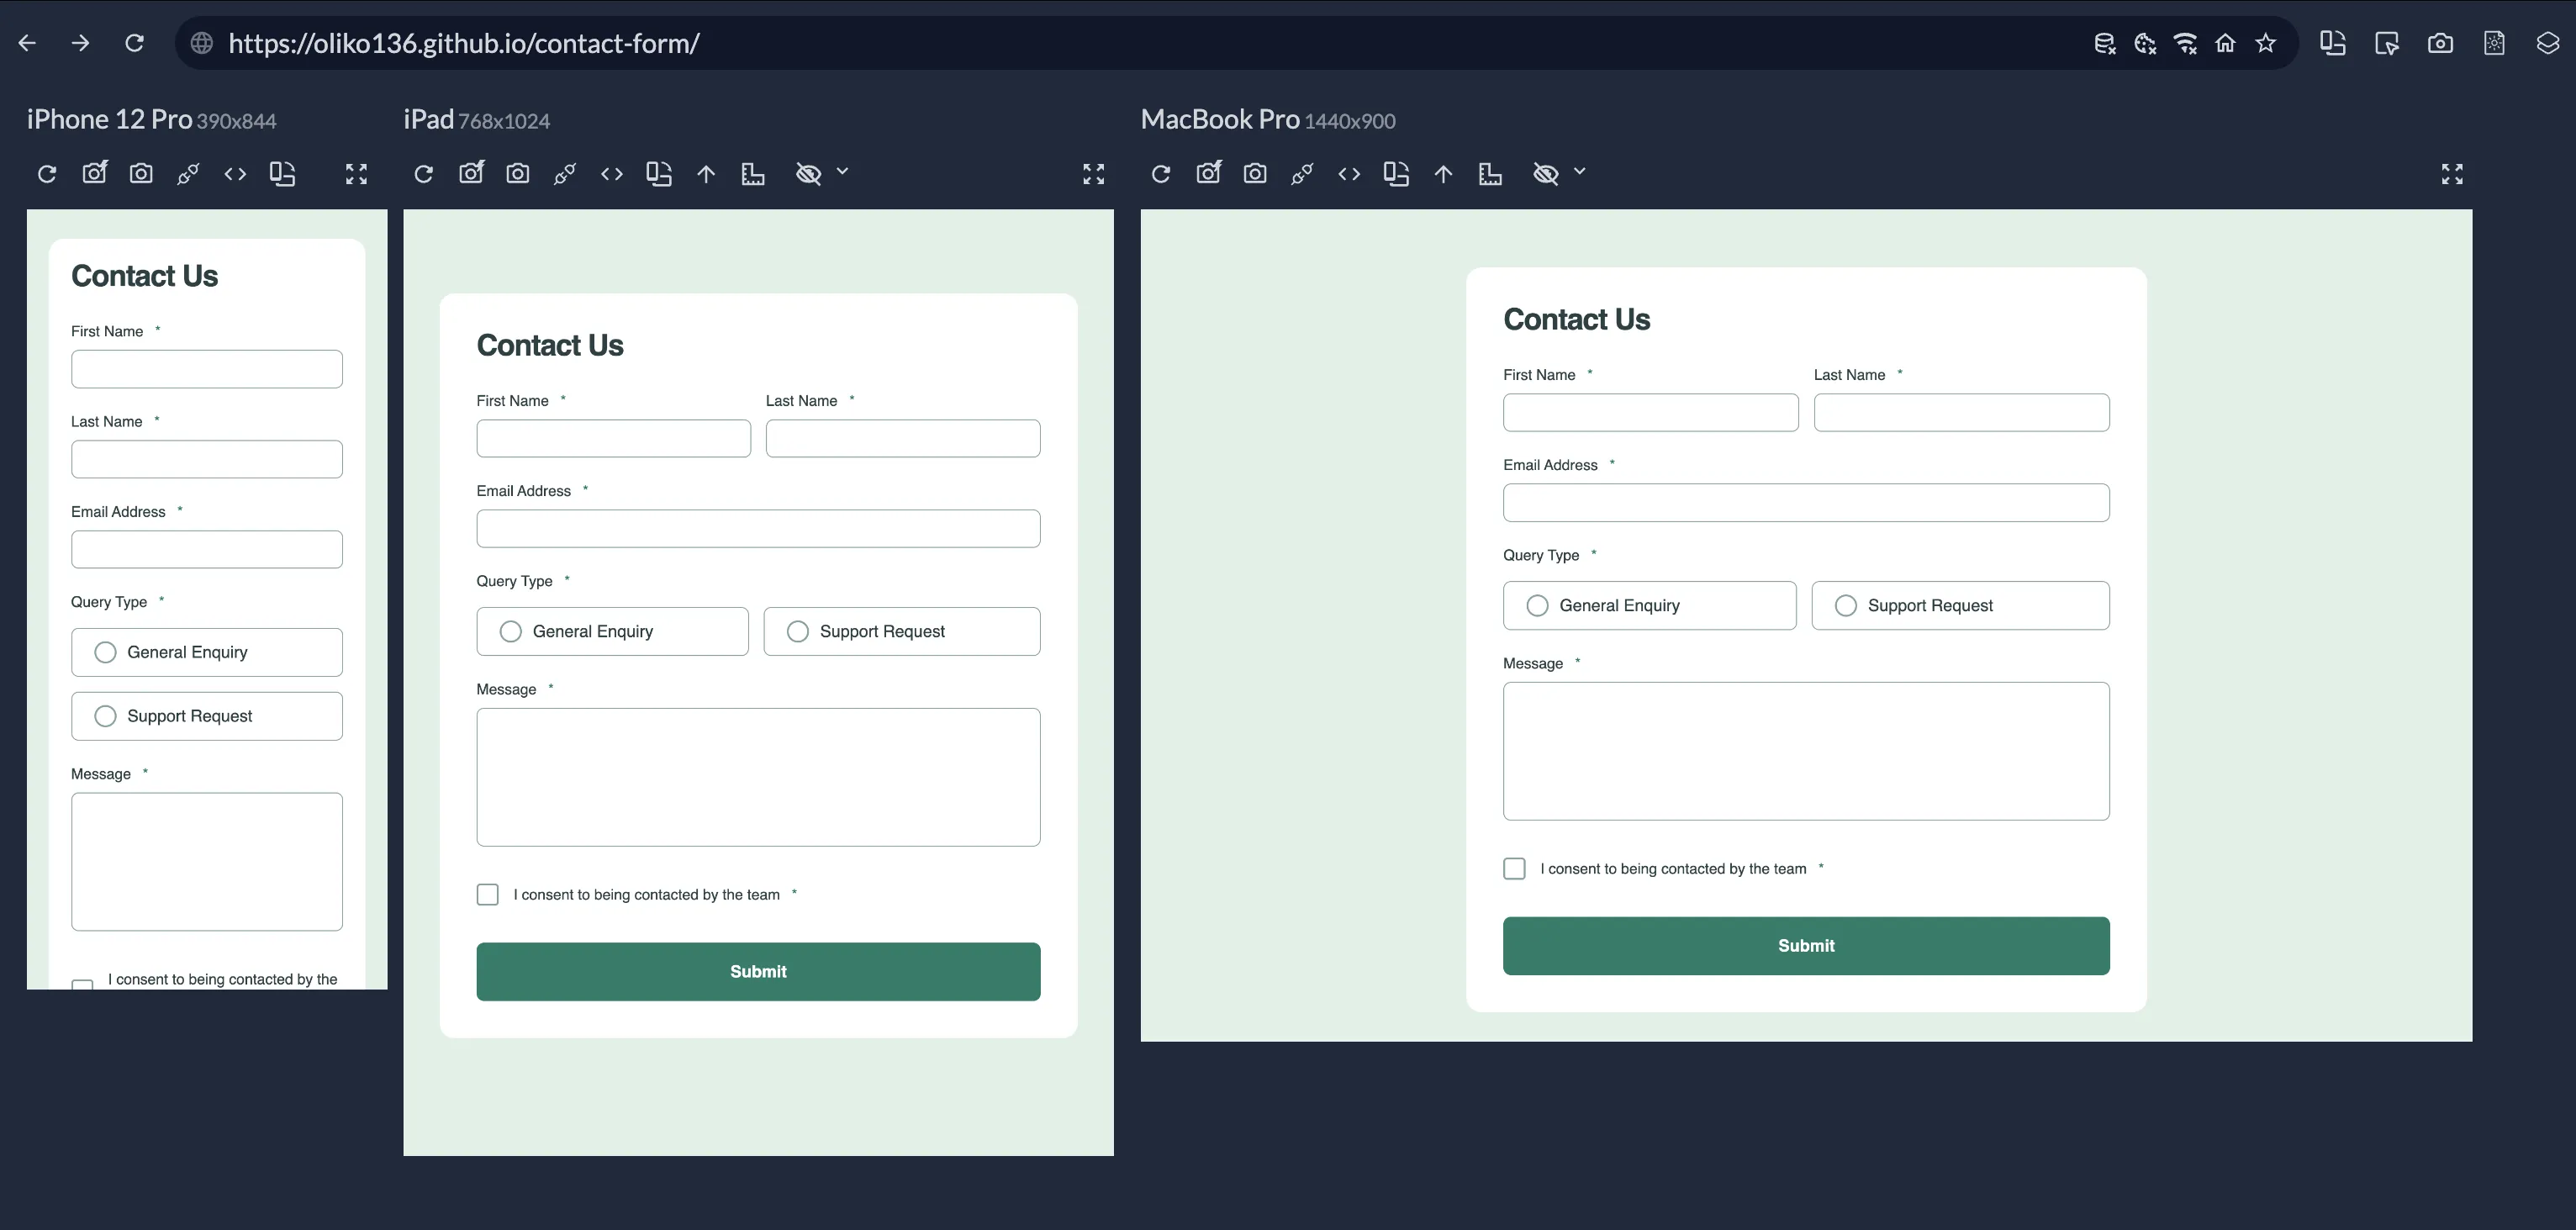 https://oliko136.github.io/contact-form/
iPhone 12 Pro 390x844
Contact Us
First Name *
Last Name *
Email Address *
Query Type *
General Enquiry
Support Request
Message *
I consent to being contacted by the
iPad 768x1024
Contact Us
First Name * Last Name *
Email Address *
Query Type *
General Enquiry Support Request
Message *
I consent to being contacted by the team *
Submit
MacBook Pro 1440x900
Contact Us
First Name * Last Name *
Email Address *
Query Type *
General Enquiry Support Request
Message *
I consent to being contacted by the team *
Submit